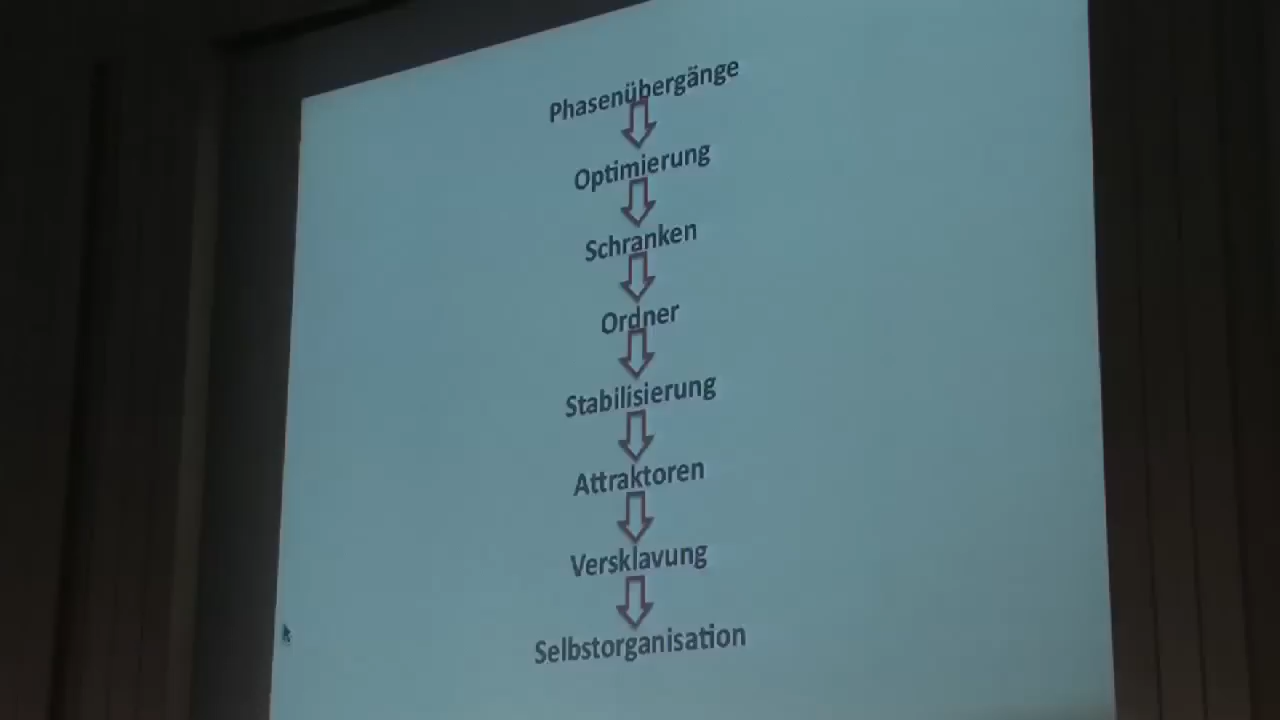 Phasenübergänge
Optimierung
Schranken
Ordner
Stabilisierung
Attraktoren
Versklavung
Selbstorganisation